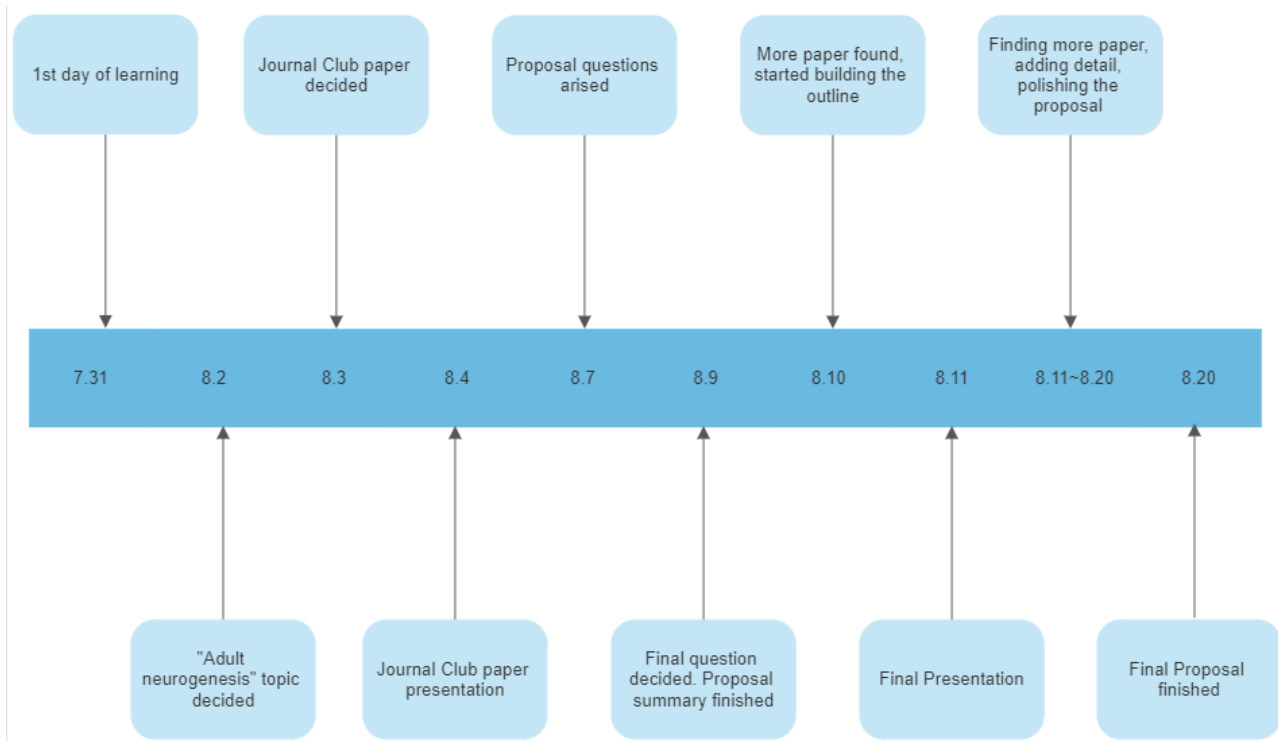 1st day of learning
Journal Club paper
decided
Proposal questions
arised
More paper found,
started building the
outline
Finding more paper,
adding detail,
polishing the
proposal
7.31
8.2
8.3
8.4
8.7
8.9
8.10
8.11
8.11~8.20
8.20
"Adult
neurogenesis" topic
decided
Journal Club paper
presentation
Final question
decided. Proposal
summary finished
Final Presentation
Final Proposal
finished